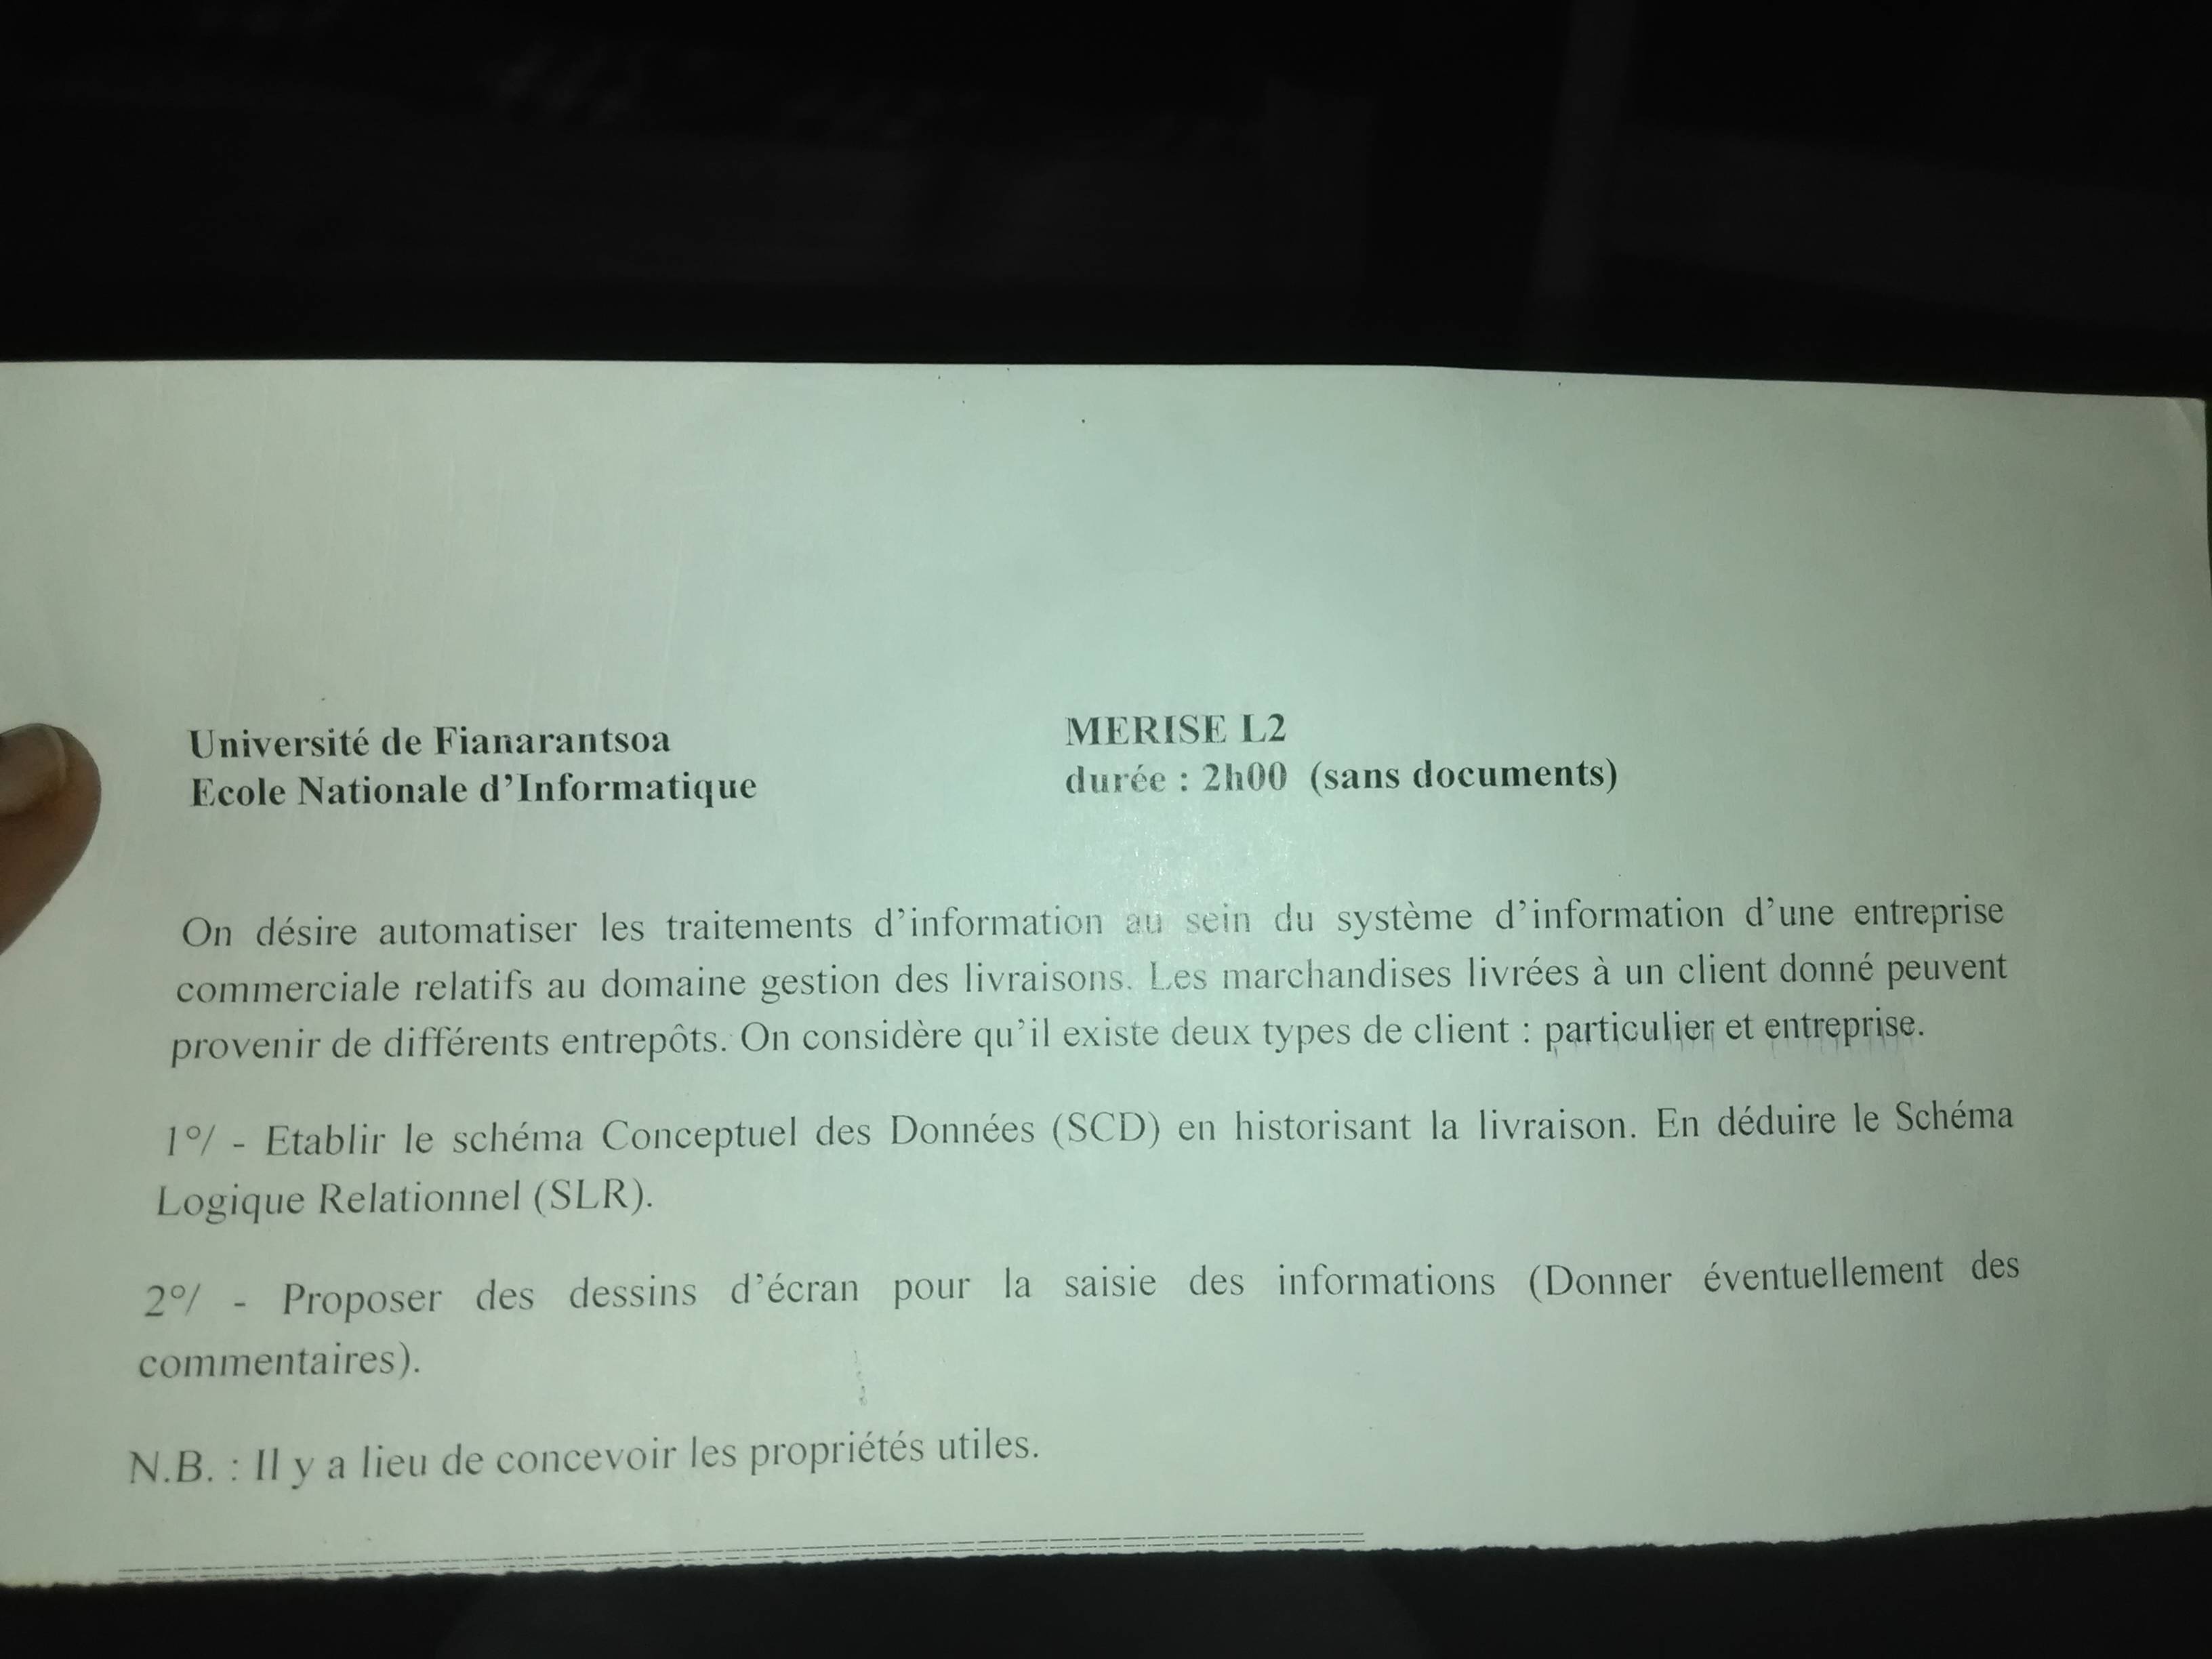 Université de Fianarantsoa
Ecole Nationale d'Informatique
MERISE L2
durée : 2h00 (sans documents)
On désire automatiser les traitements d'information au sein du système d'information d'une entreprise
commerciale relatifs au domaine gestion des livraisons. Les marchandises livrées à un client donné peuvent
provenir de différents entrepôts. On considère qu'il existe deux types de client : particulier et entreprise.
1°/ - Etablir le schéma Conceptuel des Données (SCD) en historisant la livraison. En déduire le Schéma
Logique Relationnel (SLR).
2°/ - Proposer des dessins d'écran pour la saisie des informations (Donner éventuellement des
commentaires).
N.B. : Il y a lieu de concevoir les propriétés utiles.